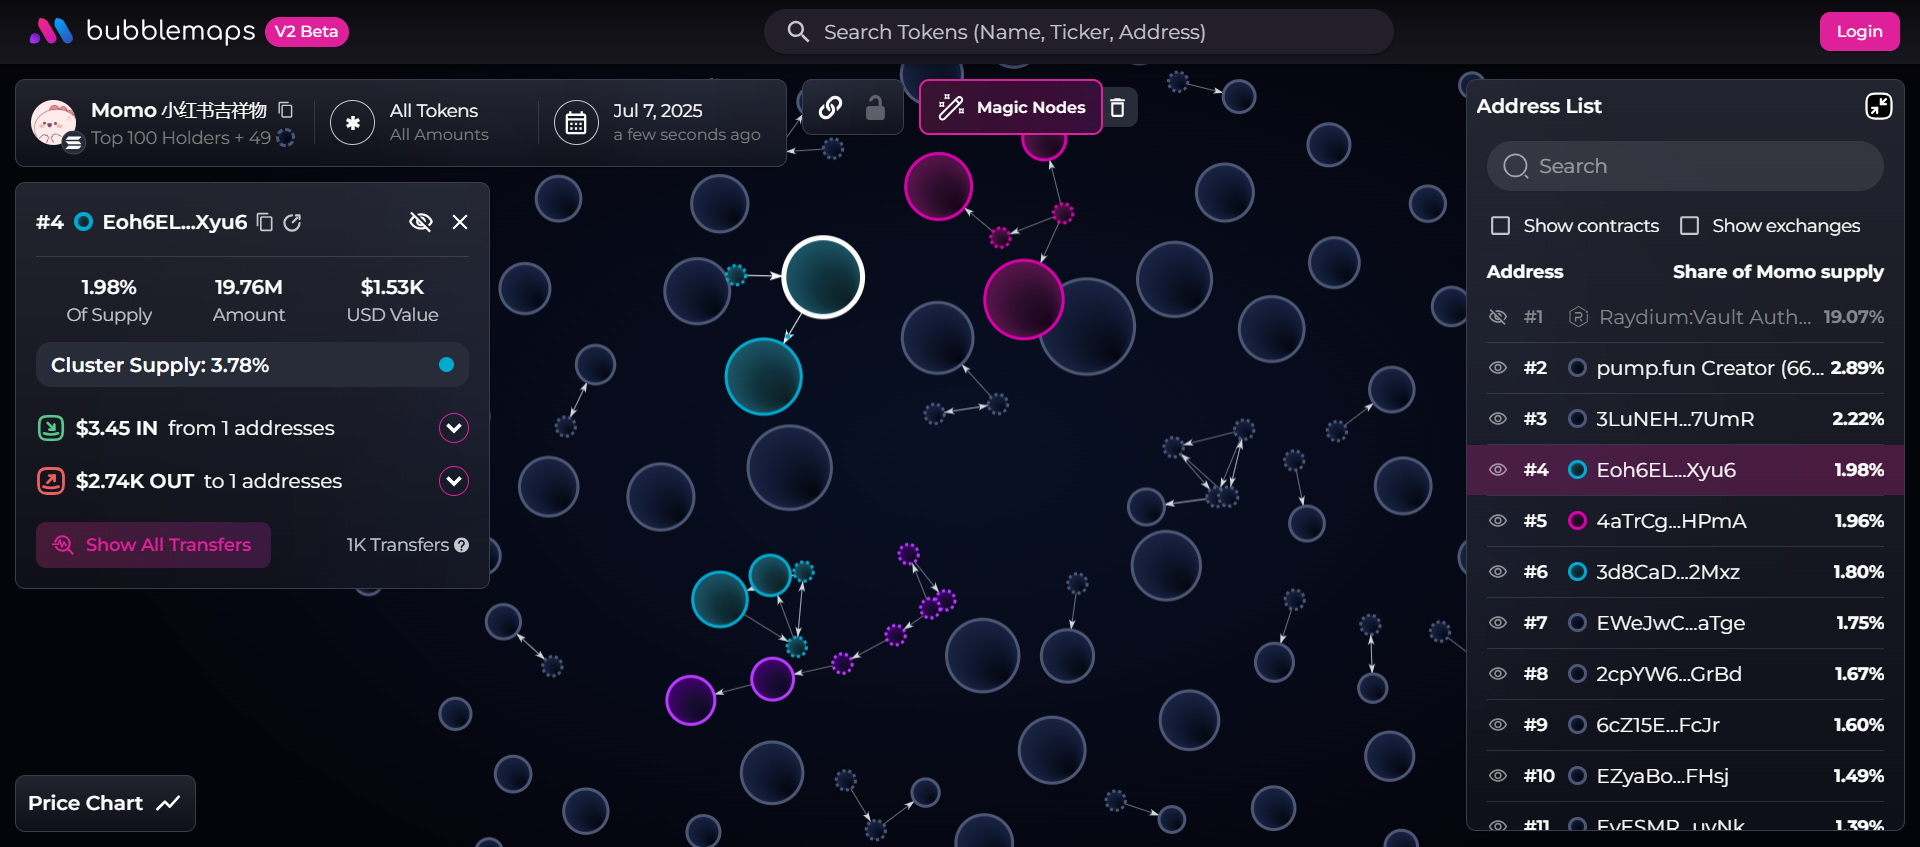 bubblemaps V2 Beta
Search Tokens (Name, Ticker, Address)
Login
Momo 小红书吉祥物
Top 100 Holders + 49
All Tokens
All Amounts
Jul 7, 2025
a few seconds ago
Magic Nodes
#4 Eoh6EL...Xyu6
1.98% 19.76M $1.53K
Of Supply Amount USD Value
Cluster Supply: 3.78%
$3.45 IN from 1 addresses
$2.74K OUT to 1 addresses
Show All Transfers 1K Transfers
Price Chart
Address List
Search
Show contracts Show exchanges
Address Share of Momo supply
#1 Raydium:Vault Auth... 19.07%
#2 pump.fun Creator (66... 2.89%
#3 3LuNEH...7UmR 2.22%
#4 Eoh6EL...Xyu6 1.98%
#5 4aTrCg...HPmA 1.96%
#6 3d8CaD...2Mxz 1.80%
#7 EWeJwC...aTge 1.75%
#8 2cpYW6...GrBd 1.67%
#9 6cZ15E...FcJr 1.60%
#10 EZyaBo...FHsj 1.49%
#11 1.39%